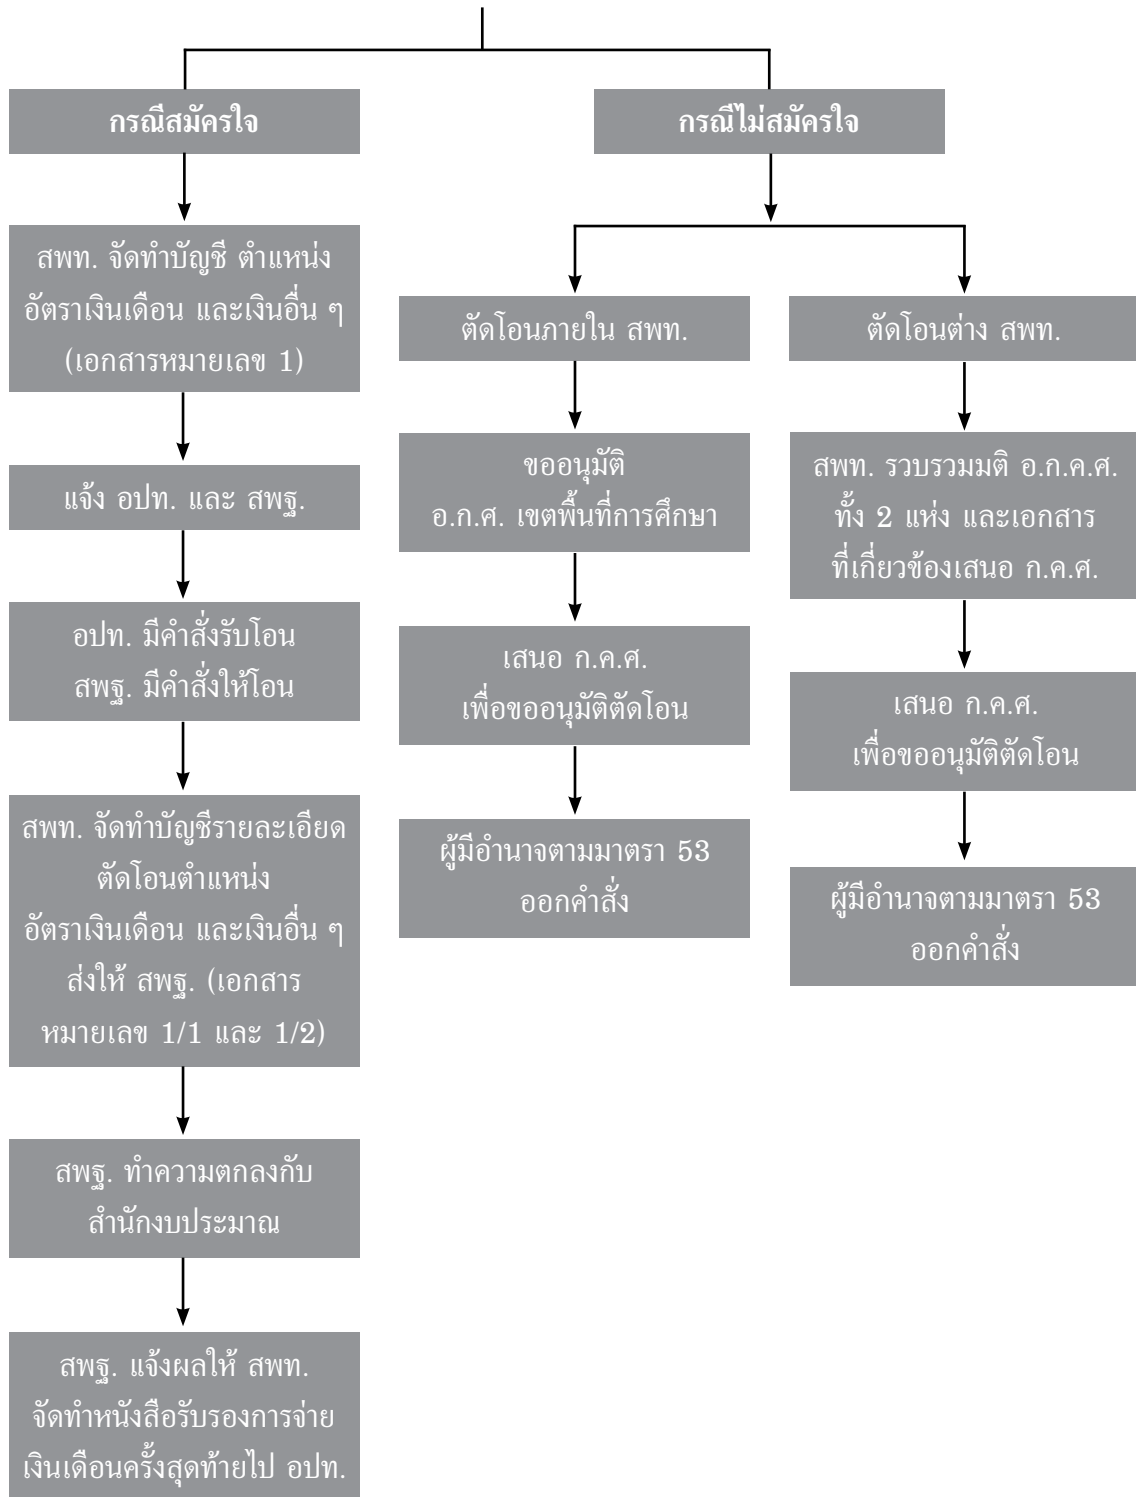 กรณีสมัครใจ
สพท. จัดทำบัญชี ตำแหน่ง
อัตราเงินเดือน และเงินอื่น ๆ
(เอกสารหมายเลข 1)
แจ้ง อปท. และ สพฐ.
อปท. มีคำสั่งรับโอน
สพฐ. มีคำสั่งให้โอน
สพท. จัดทำบัญชีรายละเอียด
ตัดโอนตำแหน่ง
อัตราเงินเดือน และเงินอื่น ๆ
ส่งให้ สพฐ. (เอกสาร
หมายเลข 1/1 และ 1/2)
สพฐ. ทำความตกลงกับ
สำนักงบประมาณ
สพฐ. แจ้งผลให้ สพท.
จัดทำหนังสือรับรองการจ่าย
เงินเดือนครั้งสุดท้ายไป อปท.
กรณีไม่สมัครใจ
ตัดโอนภายใน สพท.
ขออนุมัติ
อ.ก.ศ. เขตพื้นที่การศึกษา
เสนอ ก.ค.ศ.
เพื่อขออนุมัติตัดโอน
ผู้มีอำนาจตามมาตรา 53
ออกคำสั่ง
ตัดโอนต่าง สพท.
สพท. รวบรวมมติ อ.ก.ค.ศ.
ทั้ง 2 แห่ง และเอกสาร
ที่เกี่ยวข้องเสนอ ก.ค.ศ.
เสนอ ก.ค.ศ.
เพื่อขออนุมัติตัดโอน
ผู้มีอำนาจตามมาตรา 53
ออกคำสั่ง